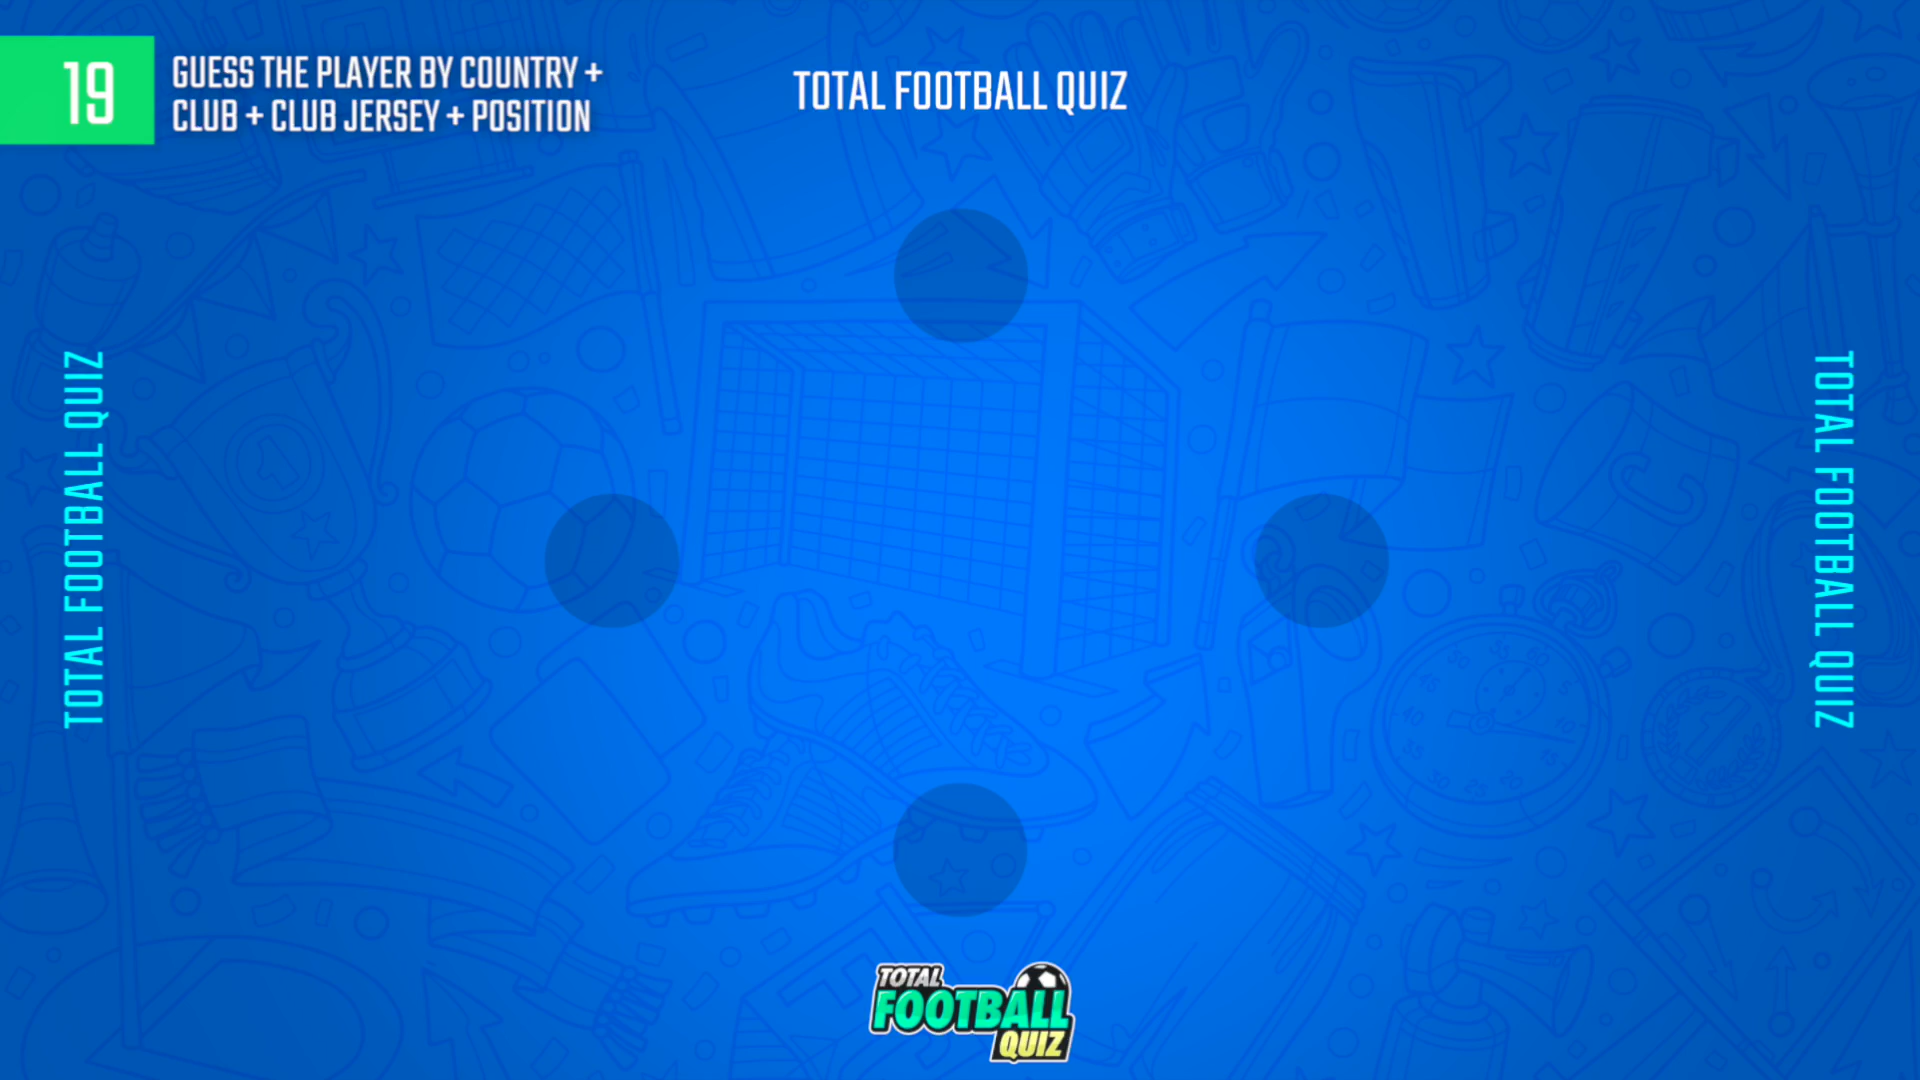 19
GUESS THE PLAYER BY COUNTRY +
CLUB + CLUB JERSEY + POSITION
TOTAL FOOTBALL QUIZ
TOTAL FOOTBALL QUIZ
TOTAL FOOTBALL QUIZ
TOTAL
FOOTBALL
QUIZ